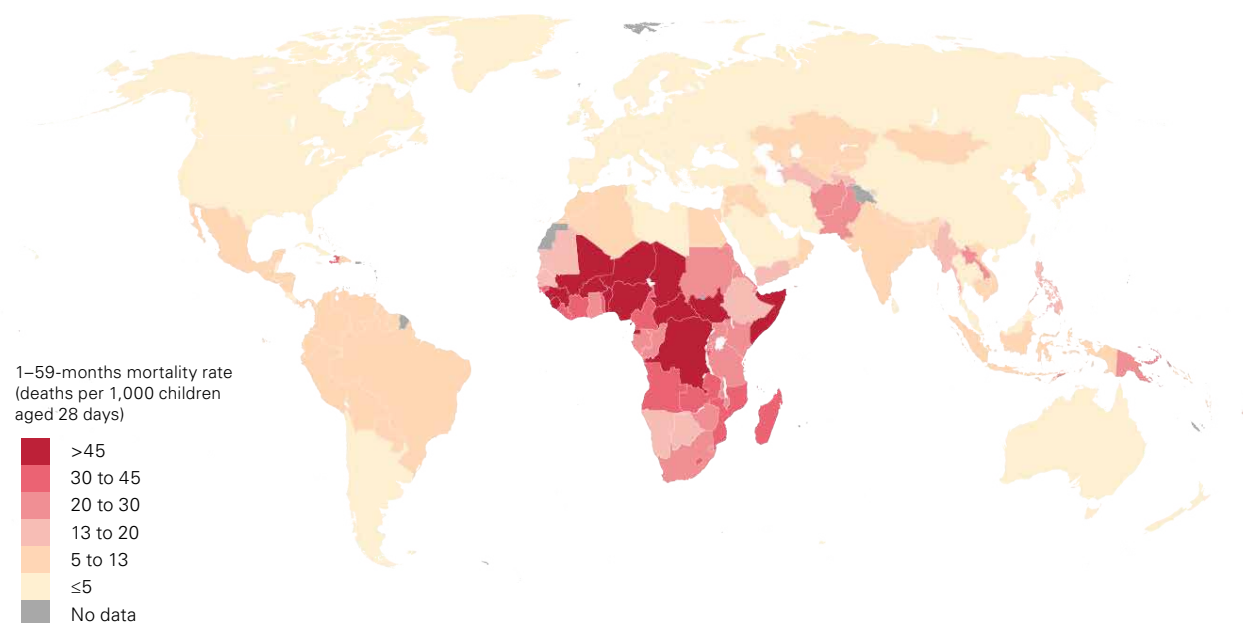 1–59-months mortality rate
(deaths per 1,000 children
aged 28 days)
>45
30 to 45
20 to 30
13 to 20
5 to 13
≤5
No data